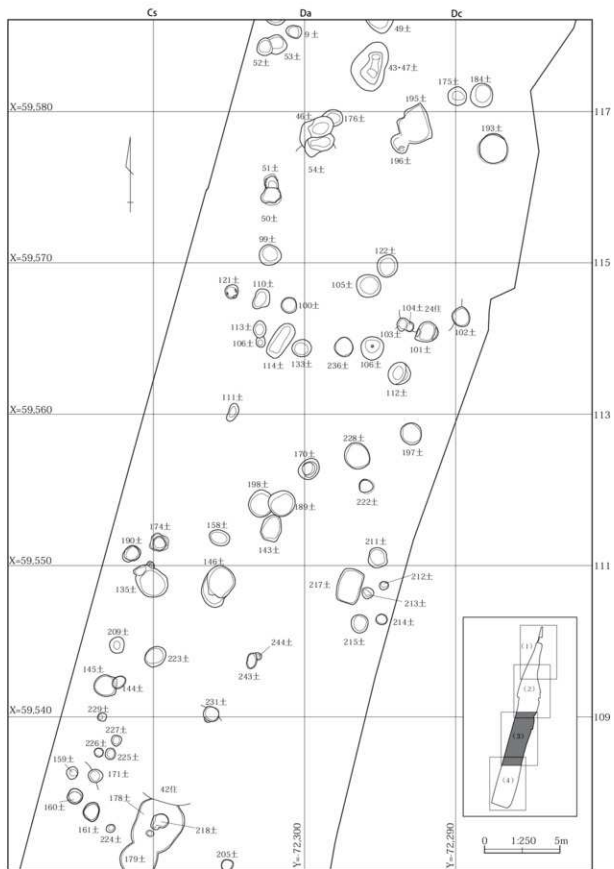 Cs Da Dc
9土
49土
52土 53土
43・47土
175土 184土
195土
X=59,580
117
46土 176土
193土
196土
54土
51土
50土
99土
122土
X=59,570
115
121土 110土
105土
100土
104土 24住
113土
103土
102土
106土
101土
114土 133土 236土 106土
112土
111土
X=59,560
113
228土
197土
170土
222土
198土
189土
174土
158土
143土
190土
211土
X=59,550
111
146土
135土
217土
212土
213土
209土
214土
215土
244土
223土
145土
243土
144土
231土
229土
X=59,540
109
227土
226土 225土
159土
171土
42住
178土
160土
218土
161土
224土
179土
205土
Y=-72,300
Y=-72,290
(1)
(2)
(3)
(4)
0 1:250 5m